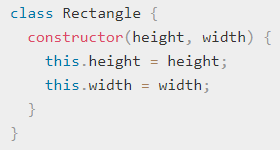 class Rectangle {
  constructor(height, width) {
    this.height = height;
    this.width = width;
  }
}